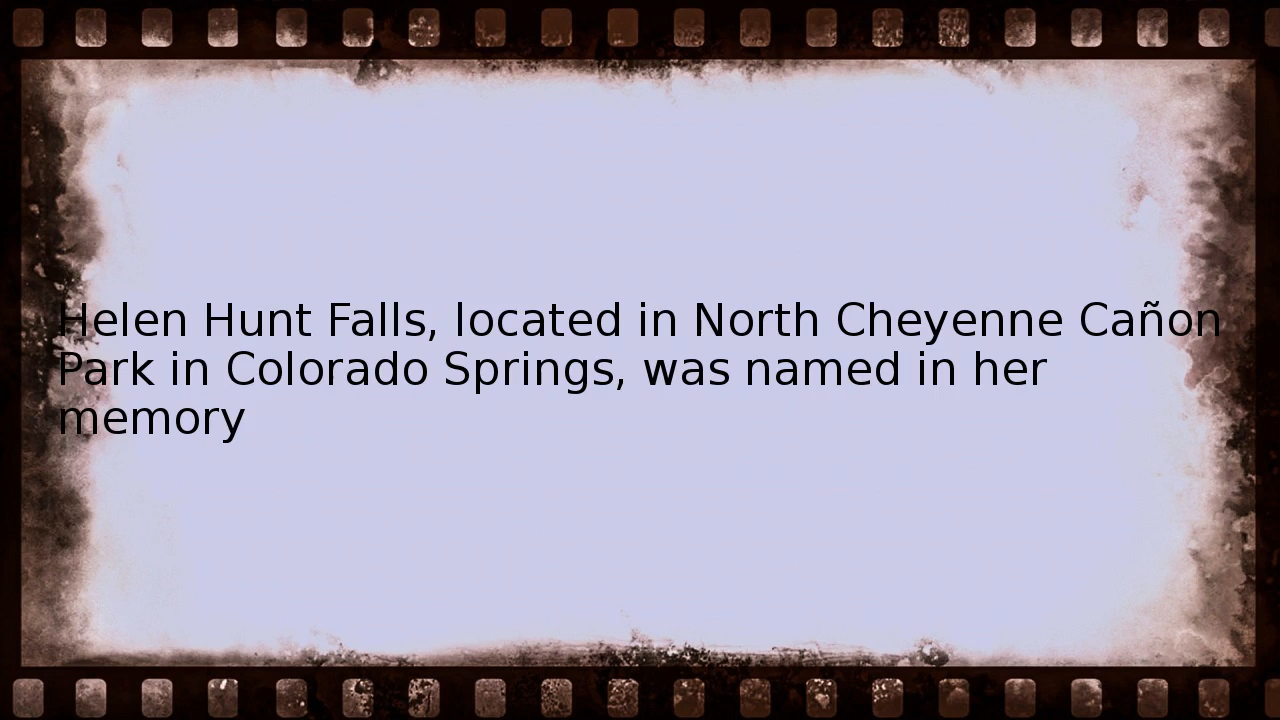 Helen Hunt Falls, located in North Cheyenne Cañon
Park in Colorado Springs, was named in her
memory